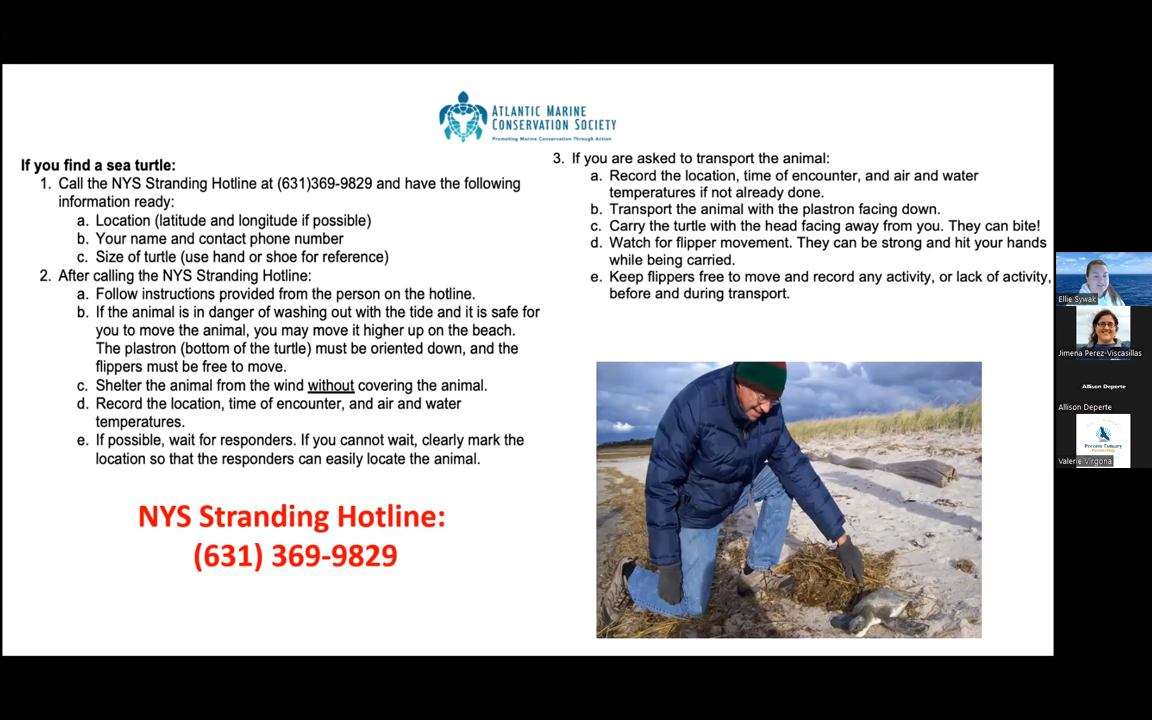 ATLANTIC MARINE
CONSERVATION SOCIETY
Promoting Marine Conservation Through Action
If you find a sea turtle:
1. Call the NYS Stranding Hotline at (631)369-9829 and have the following
information ready:
a. Location (latitude and longitude if possible)
b. Your name and contact phone number
c. Size of turtle (use hand or shoe for reference)
2. After calling the NYS Stranding Hotline:
a. Follow instructions provided from the person on the hotline.
b. If the animal is in danger of washing out with the tide and it is safe for
you to move the animal, you may move it higher up on the beach.
The plastron (bottom of the turtle) must be oriented down, and the
flippers must be free to move.
c. Shelter the animal from the wind without covering the animal.
d. Record the location, time of encounter, and air and water
temperatures.
e. If possible, wait for responders. If you cannot wait, clearly mark the
location so that the responders can easily locate the animal.
NYS Stranding Hotline:
(631) 369-9829
3. If you are asked to transport the animal:
a. Record the location, time of encounter, and air and water
temperatures if not already done.
b. Transport the animal with the plastron facing down.
c. Carry the turtle with the head facing away from you. They can bite!
d. Watch for flipper movement. They can be strong and hit your hands
while being carried.
e. Keep flippers free to move and record any activity, or lack of activity,
before and during transport.
Ellie Sywak
Jimena Perez-Viscasillas
Allison Deperte
Allison Deperte
PECONIC ESTUARY
PARTNERSHIP
Valerie Virgona